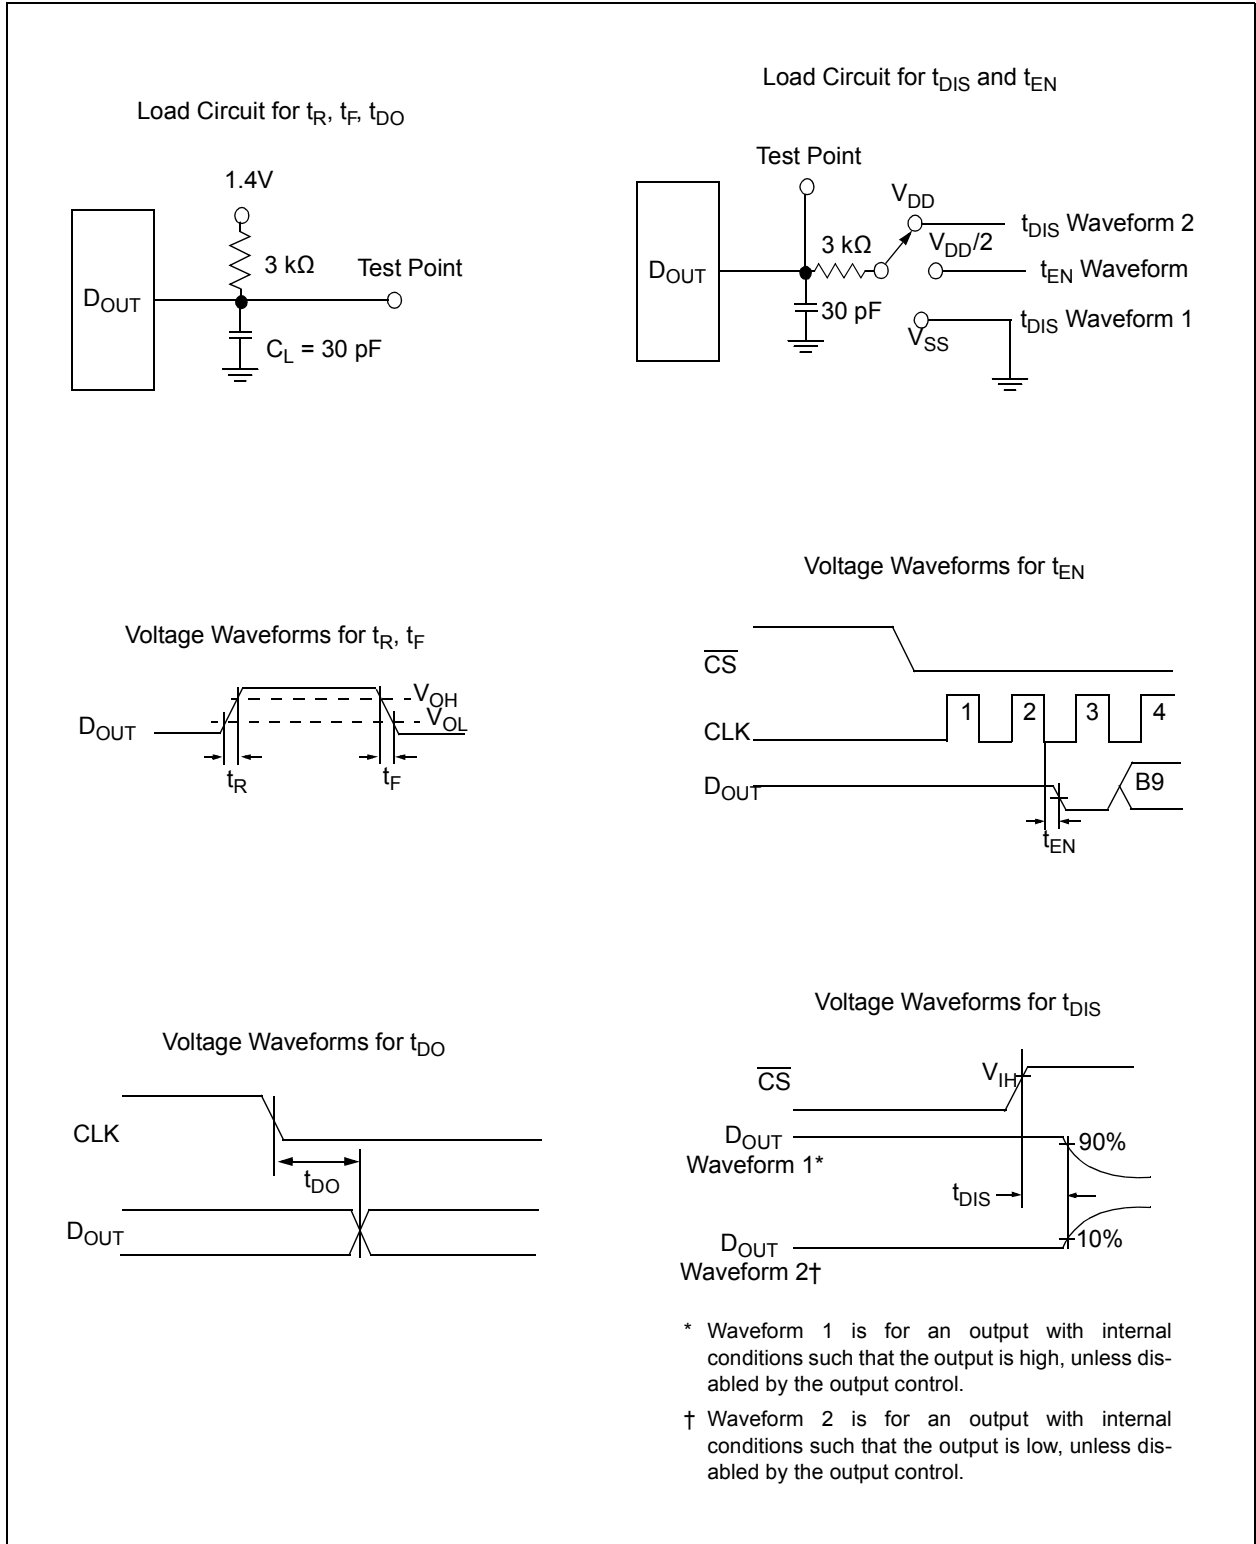 Load Circuit for tR, tF, tDO
1.4V
3 kΩ
Test Point
DOUT
CL = 30 pF
Load Circuit for tDIS and tEN
Test Point
VDD
tDIS Waveform 2
3 kΩ
VDD/2
DOUT
tEN Waveform
30 pF
tDIS Waveform 1
VSS
Voltage Waveforms for tR, tF
VOH
VOL
DOUT
tR
tF
Voltage Waveforms for tEN
CS
1 2 3 4
CLK
DOUT
B9
tEN
Voltage Waveforms for tDO
CLK
tDO
DOUT
Voltage Waveforms for tDIS
VIH
CS
DOUT
90%
Waveform 1*
tDIS
DOUT
10%
Waveform 2†
* Waveform 1 is for an output with internal
conditions such that the output is high, unless dis-
abled by the output control.
† Waveform 2 is for an output with internal
conditions such that the output is low, unless dis-
abled by the output control.